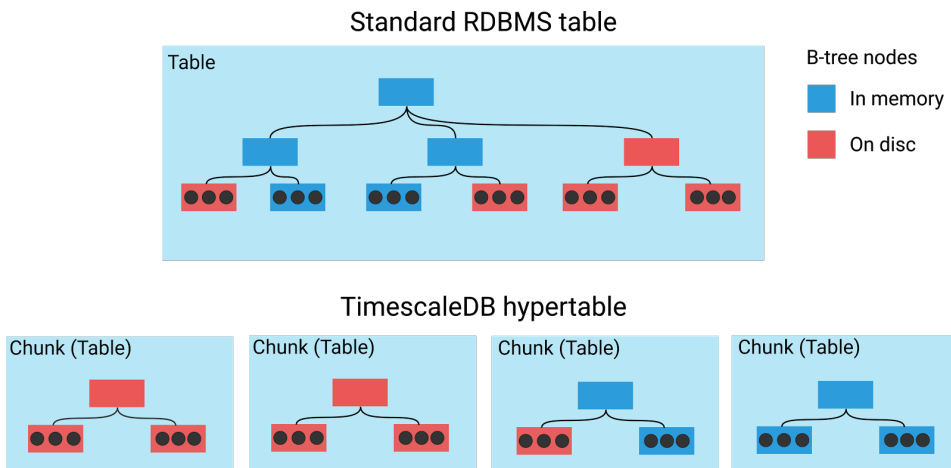 Standard RDBMS table
Table
B-tree nodes
In memory
On disc
TimescaleDB hypertable
Chunk (Table)
Chunk (Table)
Chunk (Table)
Chunk (Table)